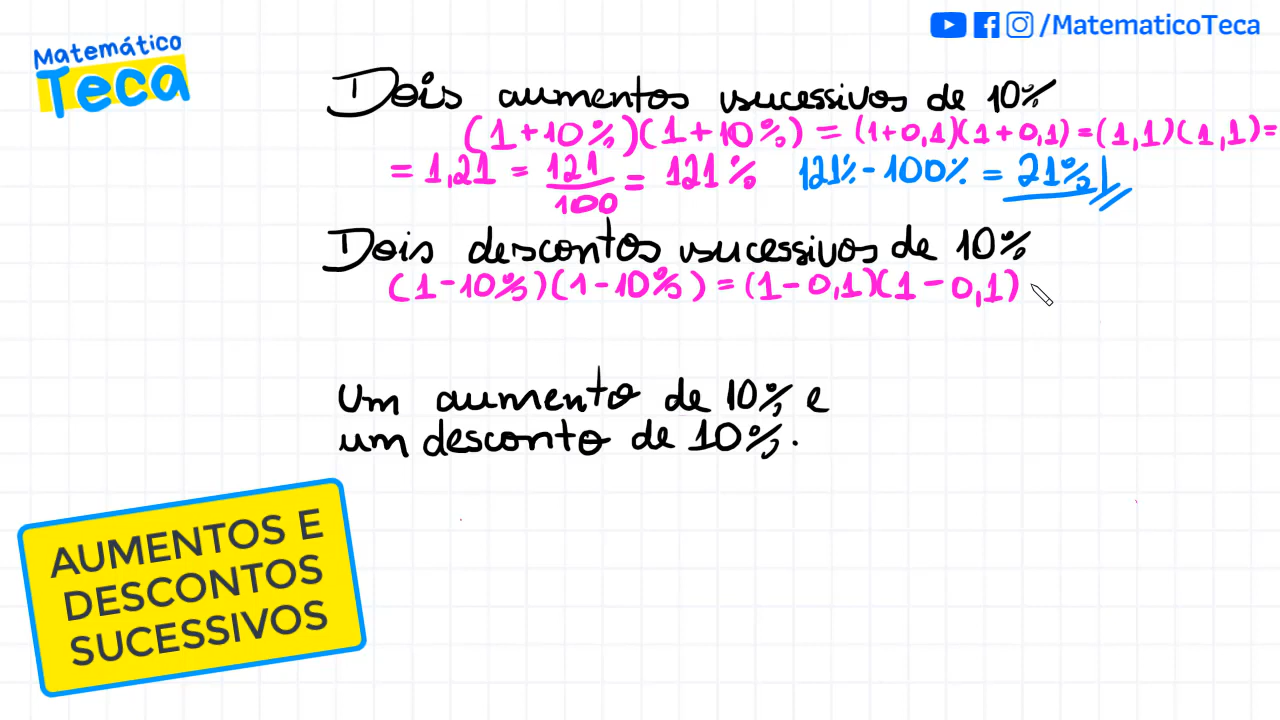 Matemático
Teca
/MatematicoTeca
Dois aumentos sucessivos de 10%
(1+10%)(1+10%) = (1+0,1)(1+0,1) = (1,1)(1,1) =
= 1,21 = 121/100 = 121% 121% - 100% = 21%
Dois descontos sucessivos de 10%
(1-10%)(1-10%) = (1-0,1)(1-0,1)
Um aumento de 10% e
um desconto de 10%.
AUMENTOS E
DESCONTOS
SUCESSIVOS